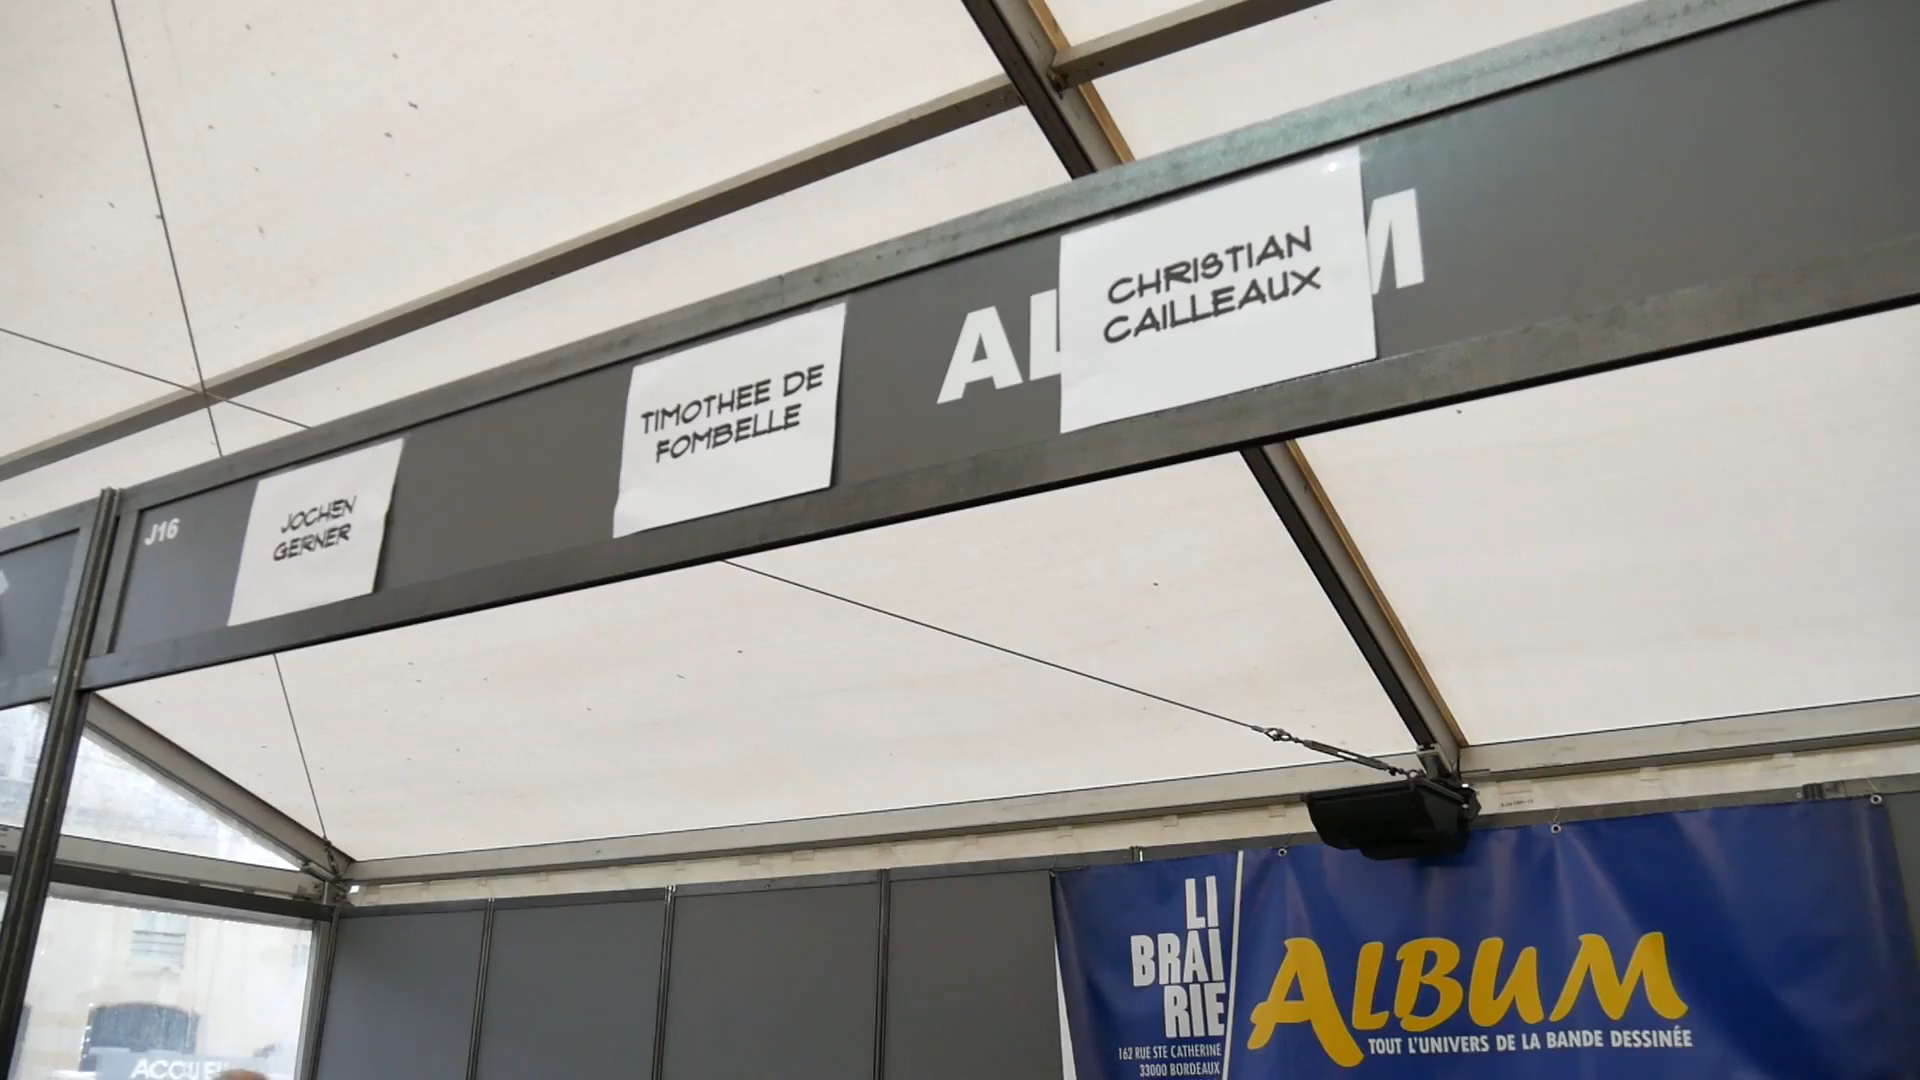 J16
JOCHEN
GERNER
TIMOTHEE DE
FOMBELLE
CHRISTIAN
CAILLEAUX
LI
BRAI
RIE
162 RUE STE CATHERINE
33000 BORDEAUX
ALBUM
TOUT L'UNIVERS DE LA BANDE DESSINÉE
ACCUEIL